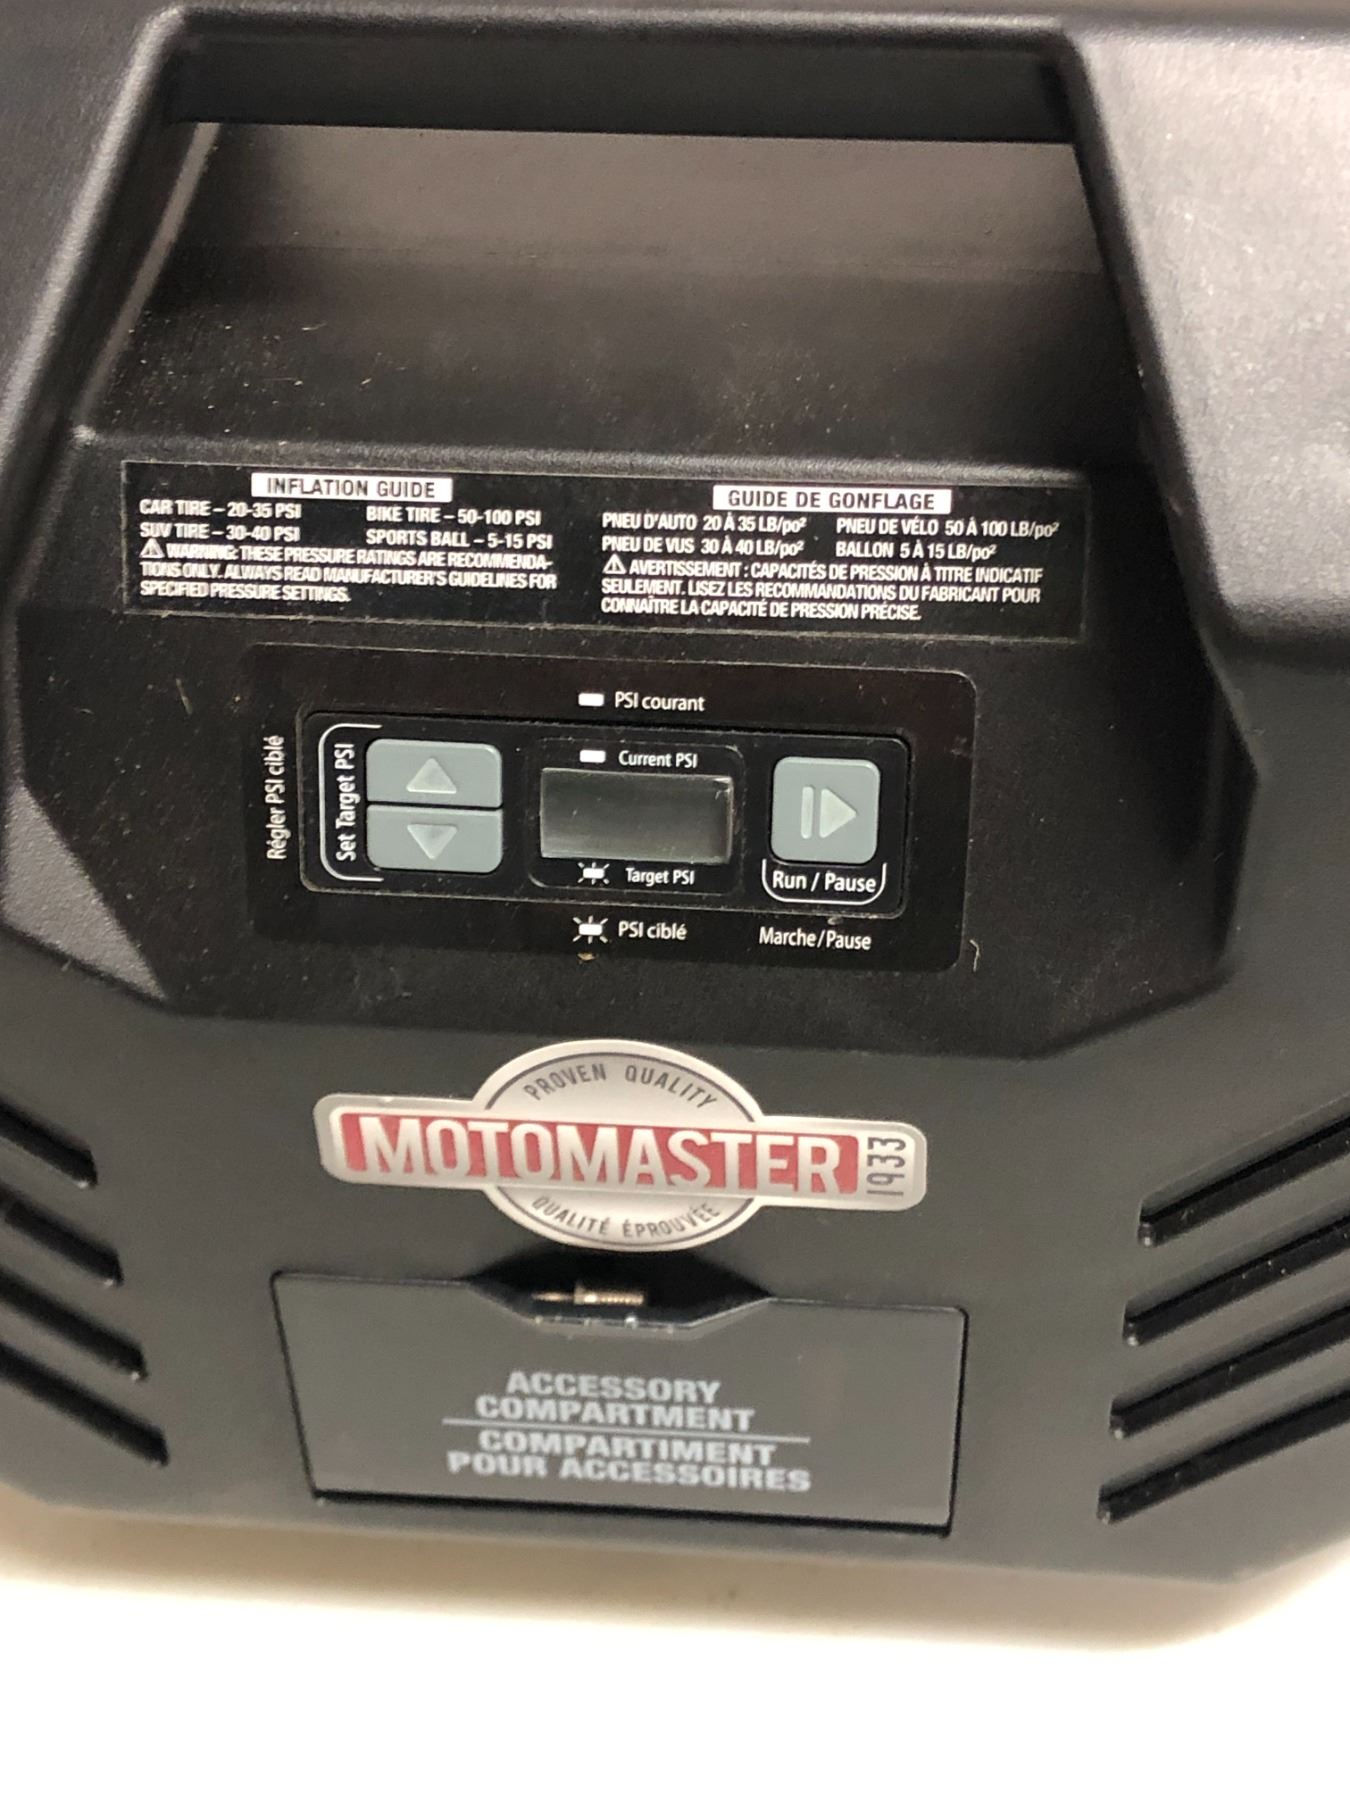 INFLATION GUIDE
CAR TIRE – 20-35 PSI BIKE TIRE – 50-100 PSI
SUV TIRE – 30-40 PSI SPORTS BALL – 5-15 PSI
⚠ WARNING: THESE PRESSURE RATINGS ARE RECOMMENDA-
TIONS ONLY. ALWAYS READ MANUFACTURER'S GUIDELINES FOR
SPECIFIED PRESSURE SETTINGS.
GUIDE DE GONFLAGE
PNEU D'AUTO 20 À 35 LB/po² PNEU DE VÉLO 50 À 100 LB/po²
PNEU DE VUS 30 À 40 LB/po² BALLON 5 À 15 LB/po²
⚠ AVERTISSEMENT : CAPACITÉS DE PRESSION À TITRE INDICATIF
SEULEMENT. LISEZ LES RECOMMANDATIONS DU FABRICANT POUR
CONNAÎTRE LA CAPACITÉ DE PRESSION PRÉCISE.
PSI courant
Régler PSI ciblé
Set Target PSI
Current PSI
Target PSI
PSI ciblé
Run / Pause
Marche/Pause
PROVEN QUALITY
MOTOMASTER 1933
QUALITÉ ÉPROUVÉE
ACCESSORY
COMPARTMENT
COMPARTIMENT
POUR ACCESSOIRES